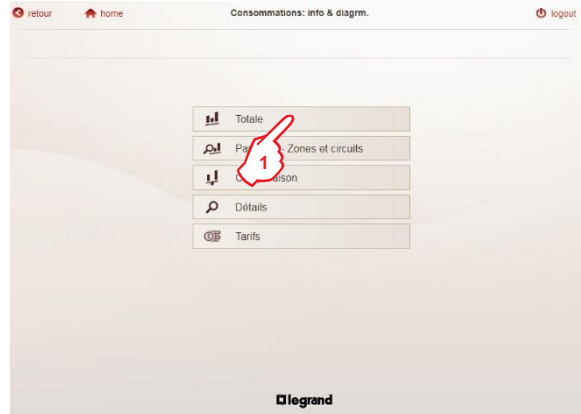 retour home Consommations: info & diagrm. logout
Totale
- Zones et circuits
1
Détails
Tarifs
legrand